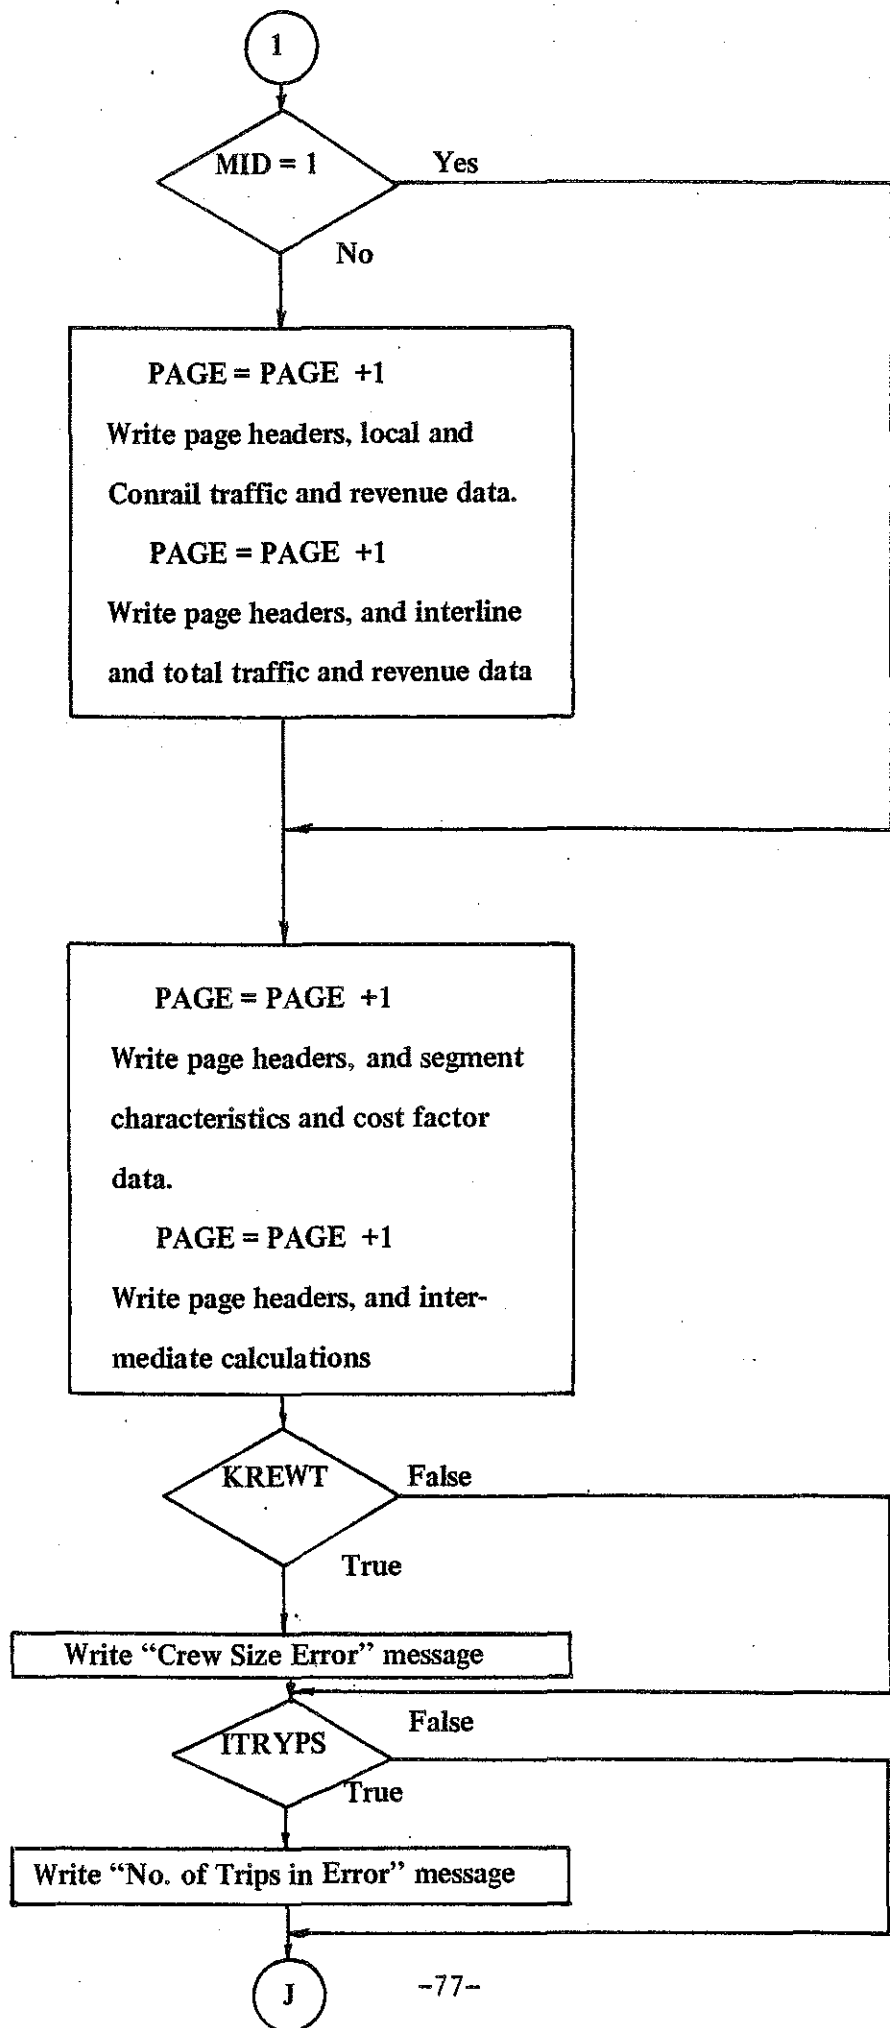 1
MID = 1
Yes
No
PAGE = PAGE +1
Write page headers, local and
Conrail traffic and revenue data.
PAGE = PAGE +1
Write page headers, and interline
and total traffic and revenue data
PAGE = PAGE +1
Write page headers, and segment
characteristics and cost factor
data.
PAGE = PAGE +1
Write page headers, and inter-
mediate calculations
KREWT
False
True
Write “Crew Size Error” message
False
ITRYPS
True
Write “No. of Trips in Error” message
J
-77-